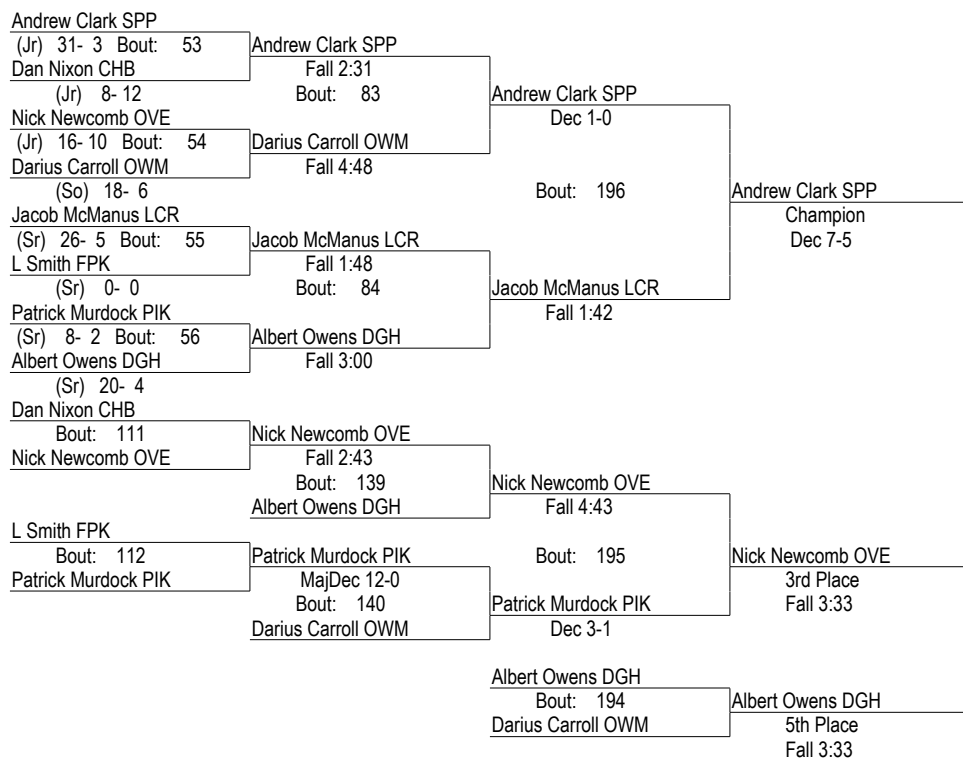 Andrew Clark SPP
(Jr) 31- 3 Bout: 53
Andrew Clark SPP
Dan Nixon CHB
Fall 2:31
(Jr) 8- 12
Bout: 83
Andrew Clark SPP
Nick Newcomb OVE
Dec 1-0
(Jr) 16- 10 Bout: 54
Darius Carroll OWM
Darius Carroll OWM
Fall 4:48
(So) 18- 6
Bout: 196
Andrew Clark SPP
Jacob McManus LCR
Champion
(Sr) 26- 5 Bout: 55
Jacob McManus LCR
Dec 7-5
L Smith FPK
Fall 1:48
(Sr) 0- 0
Bout: 84
Jacob McManus LCR
Patrick Murdock PIK
Fall 1:42
(Sr) 8- 2 Bout: 56
Albert Owens DGH
Albert Owens DGH
Fall 3:00
(Sr) 20- 4
Dan Nixon CHB
Bout: 111
Nick Newcomb OVE
Nick Newcomb OVE
Fall 2:43
Bout: 139
Nick Newcomb OVE
Albert Owens DGH
Fall 4:43
L Smith FPK
Bout: 112
Patrick Murdock PIK
Bout: 195
Nick Newcomb OVE
Patrick Murdock PIK
MajDec 12-0
3rd Place
Bout: 140
Patrick Murdock PIK
Fall 3:33
Darius Carroll OWM
Dec 3-1
Albert Owens DGH
Bout: 194
Albert Owens DGH
Darius Carroll OWM
5th Place
Fall 3:33